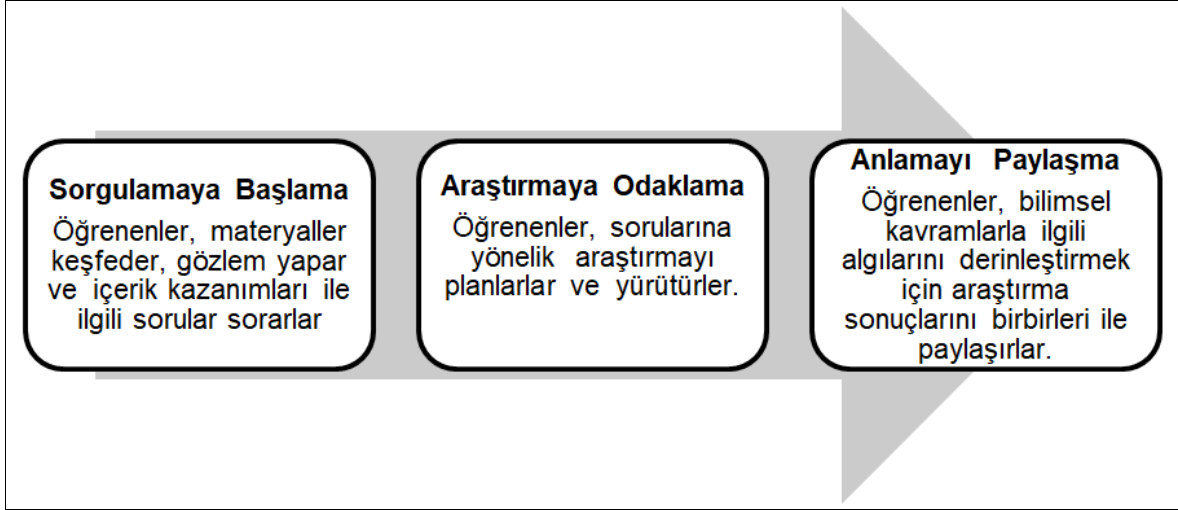 Sorgulamaya Başlama
Öğrenenler, materyaller
keşfeder, gözlem yapar
ve içerik kazanımları ile
ilgili sorular sorarlar
Araştırmaya Odaklama
Öğrenenler, sorularına
yönelik araştırmayı
planlarlar ve yürütürler.
Anlamayı Paylaşma
Öğrenenler, bilimsel
kavramlarla ilgili
algılarını derinleştirmek
için araştırma
sonuçlarını birbirleri ile
paylaşırlar.